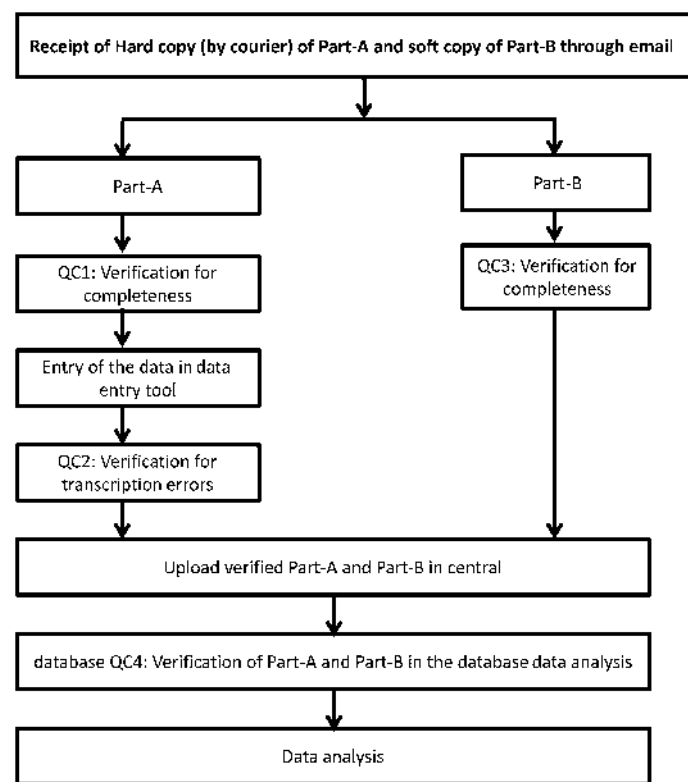 Receipt of Hard copy (by courier) of Part-A and soft copy of Part-B through email
Part-A
Part-B
QC1: Verification for
completeness
QC3: Verification for
completeness
Entry of the data in data
entry tool
QC2: Verification for
transcription errors
Upload verified Part-A and Part-B in central
database QC4: Verification of Part-A and Part-B in the database data analysis
Data analysis